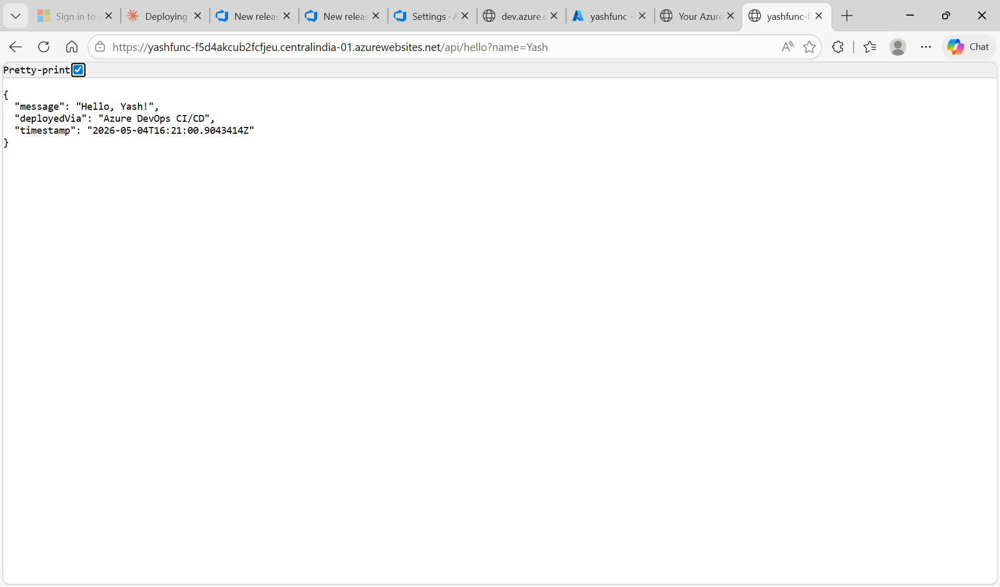 Sign in to
Deploying
New releas
New releas
Settings · A
dev.azure.c
yashfunc -
Your Azure
yashfunc-f
https://yashfunc-f5d4akcub2fcfjeu.centralindia-01.azurewebsites.net/api/hello?name=Yash
Chat
Pretty-print
{
"message": "Hello, Yash!",
"deployedVia": "Azure DevOps CI/CD",
"timestamp": "2026-05-04T16:21:00.9043414Z"
}